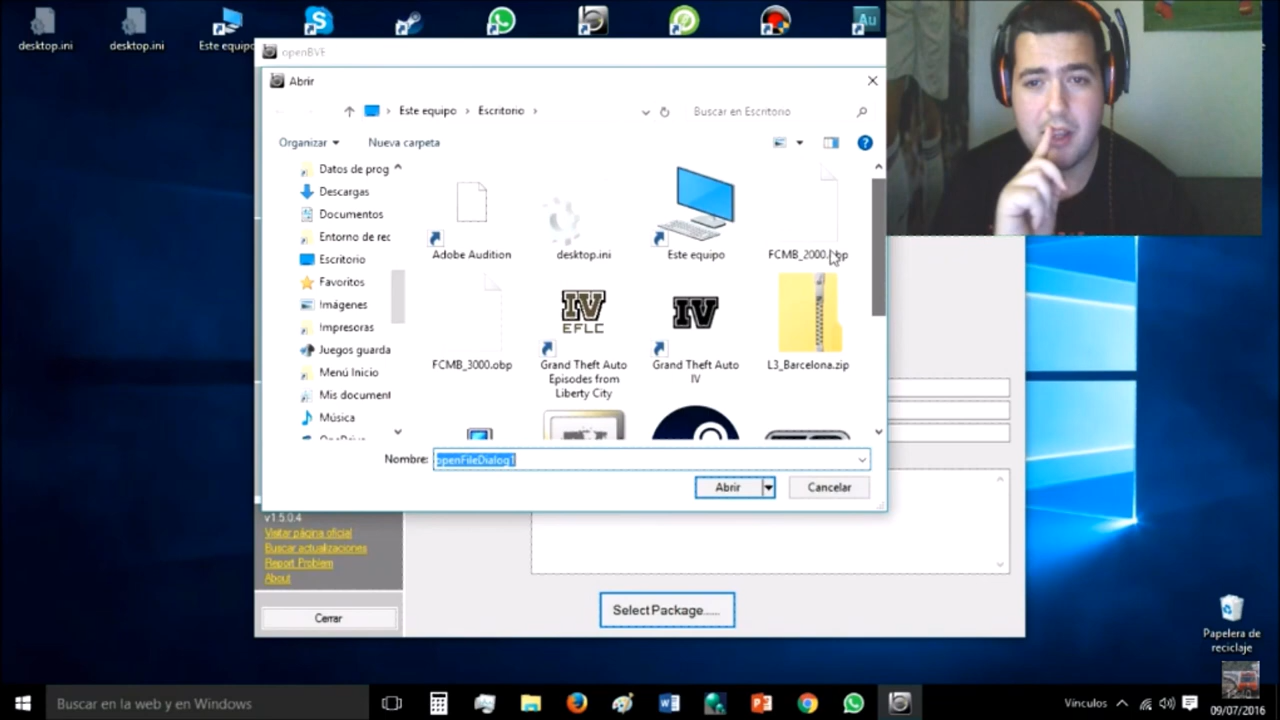 desktop.ini
desktop.ini
Este equipo
Au
openBVE
Abrir
Este equipo
Escritorio
Buscar en Escritorio
Organizar
Nueva carpeta
Datos de prog
Descargas
Documentos
Entorno de rec
Escritorio
Favoritos
Imágenes
Impresoras
Juegos guarda
Menú Inicio
Mis document
Música
Adobe Audition
desktop.ini
Este equipo
IV
EFLC
IV
FCMB_3000.obp
Grand Theft Auto
Episodes from
Liberty City
Grand Theft Auto
IV
L3_Barcelona.zip
Nombre:
openFileDialog1
Abrir
Cancelar
v1.5.0.4
Visitar página oficial
Buscar actualizaciones
Report Problem
About
Cerrar
Select Package......
Papelera de
reciclaje
Buscar en la web y en Windows
Vínculos
09/07/2016